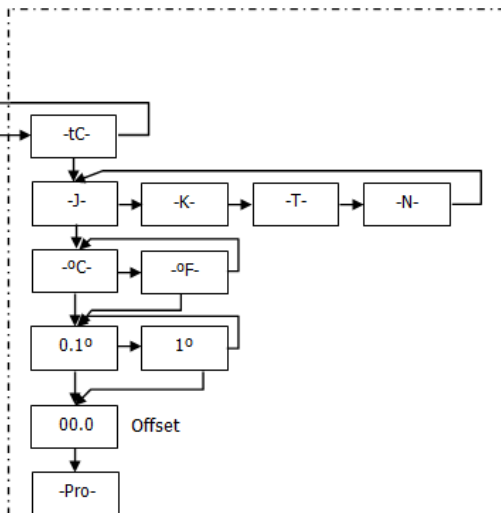 -tC-
-J- -K- -T- -N-
-ºC- -ºF-
0.1º 1º
00.0 Offset
-Pro-